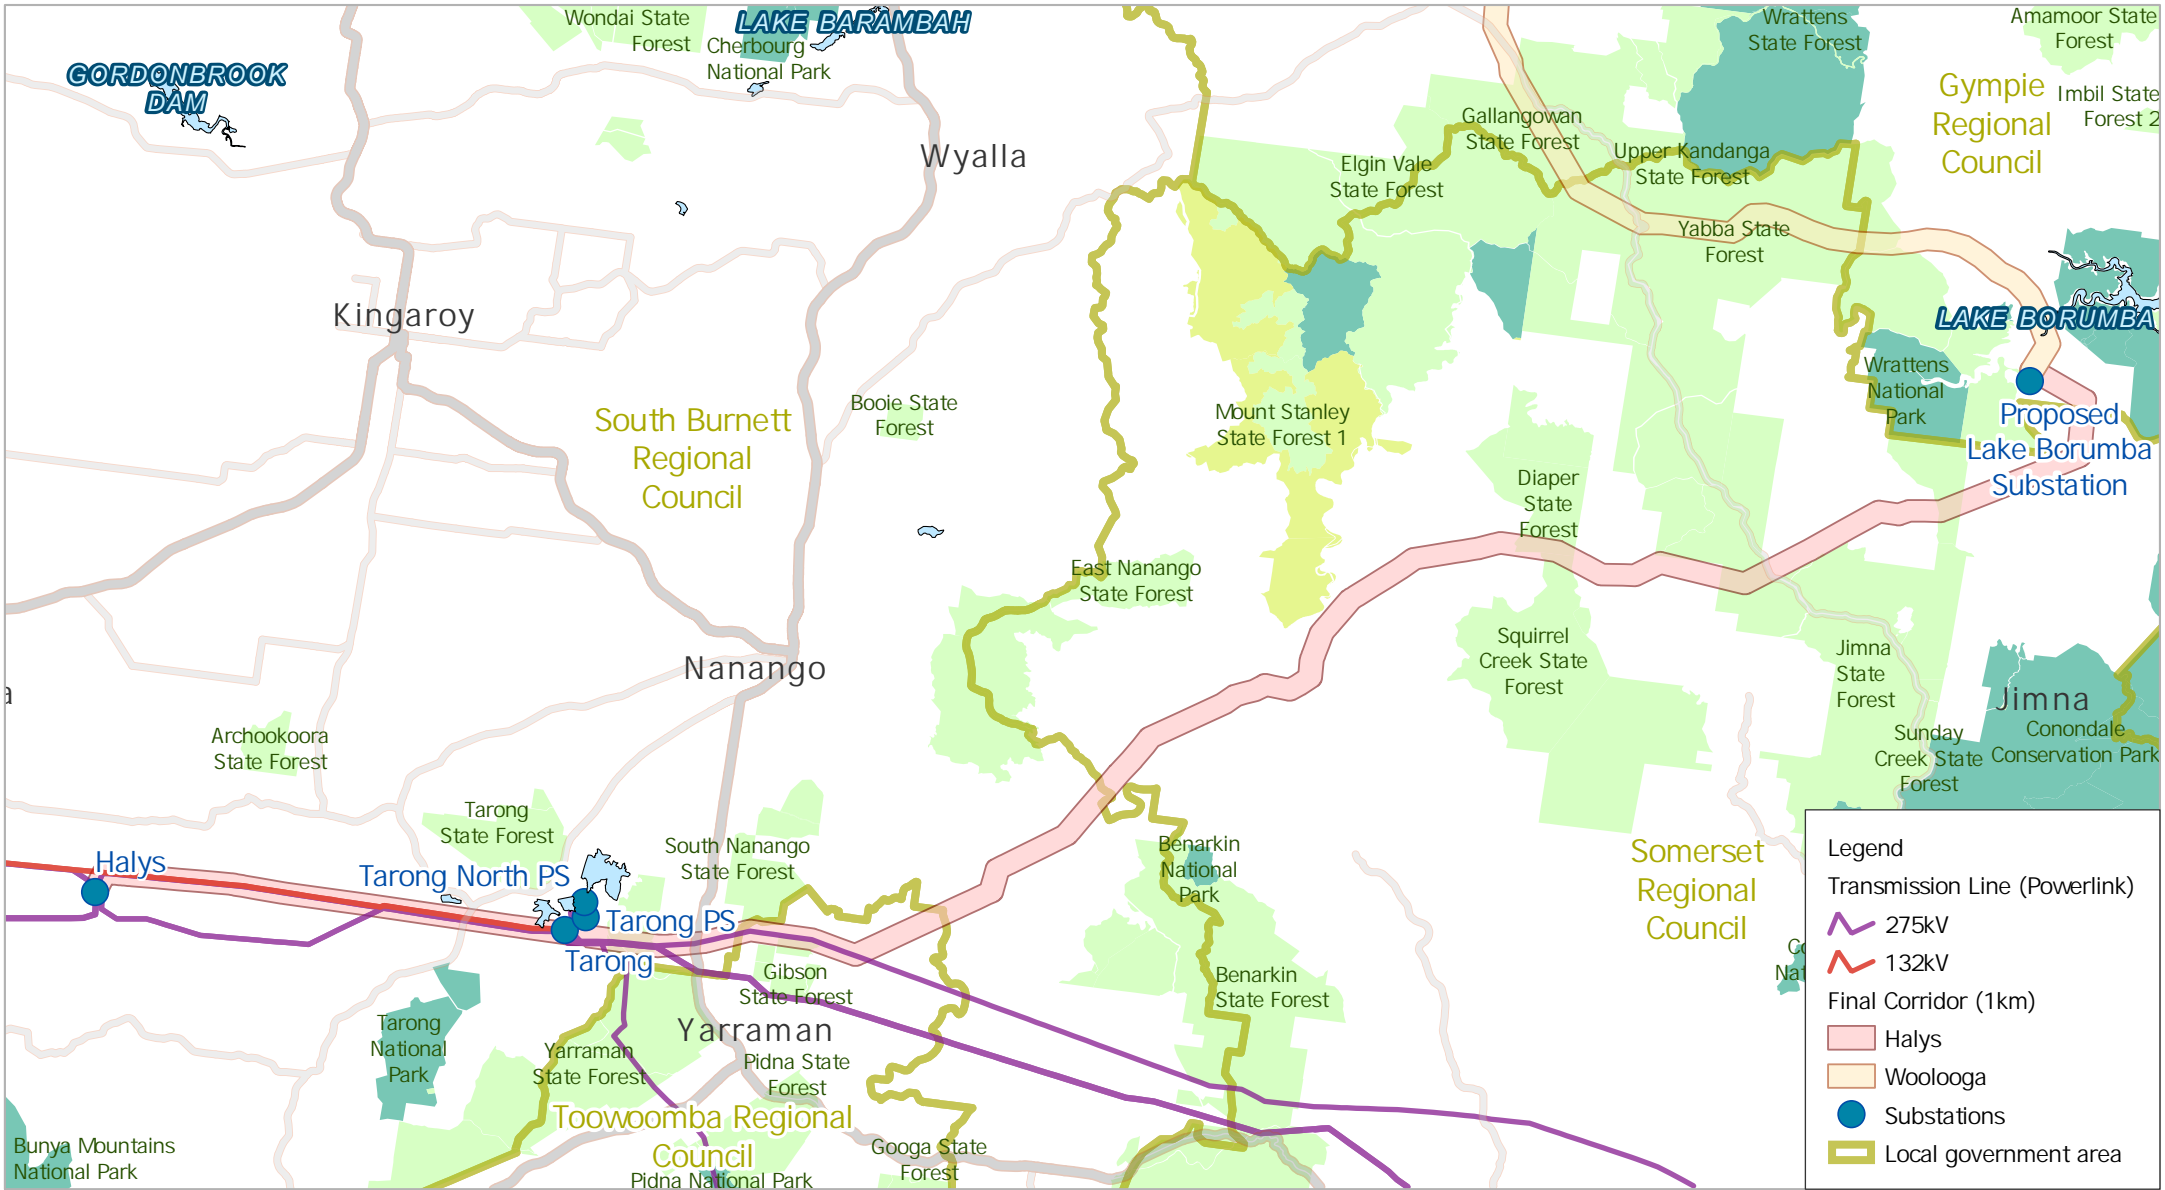 Wondai State
Forest
LAKE BARAMBAH
Cherbourg
National Park
GORDONBROOK
DAM
Wrattens
State Forest
Amamoor State
Forest
Gympie
Regional
Council
Imbil State
Forest 2
Gallangowan
State Forest
Wyalla
Elgin Vale
State Forest
Upper Kandanga
State Forest
Yabba State
Forest
Kingaroy
LAKE BORUMBA
Wrattens
National
Park
South Burnett
Regional
Council
Booie State
Forest
Mount Stanley
State Forest 1
Proposed
Lake Borumba
Substation
Diaper
State
Forest
East Nanango
State Forest
Squirrel
Creek State
Forest
Jimna
State
Forest
Nanango
a
Jimna
Archookoora
State Forest
Sunday
Creek State
Forest
Conondale
Conservation Park
Tarong
State Forest
South Nanango
State Forest
Benarkin
National
Park
Somerset
Regional
Council
Halys
Tarong North PS
Tarong PS
Tarong
Gibson
State Forest
Benarkin
State Forest
Co
Nat
Yarraman
Tarong
National
Park
Yarraman
State Forest
Pidna State
Forest
Toowoomba Regional
Council
Bunya Mountains
National Park
Googa State
Forest
Pidna National Park
Legend
Transmission Line (Powerlink)
275kV
132kV
Final Corridor (1km)
Halys
Woolooga
Substations
Local government area